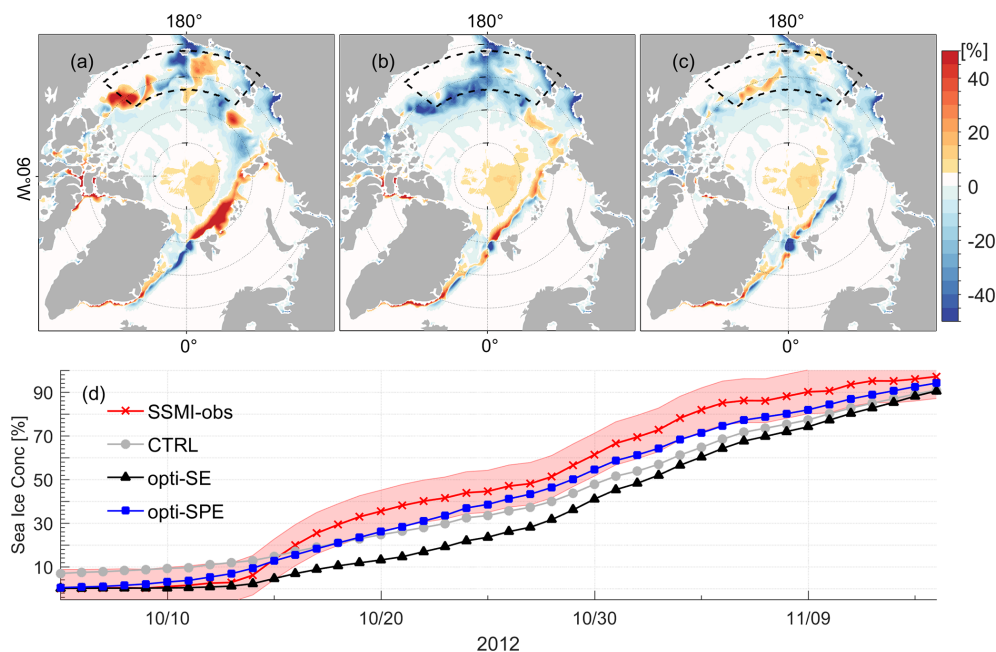 180° 180° 180°
(a) (b) (c) [%]
40
20
0
-20
-40
90°W
0° 0° 0°
(d)
90
70
50
30
10
Sea Ice Conc [%]
SSMI-obs
CTRL
opti-SE
opti-SPE
10/10 10/20 10/30 11/09
2012